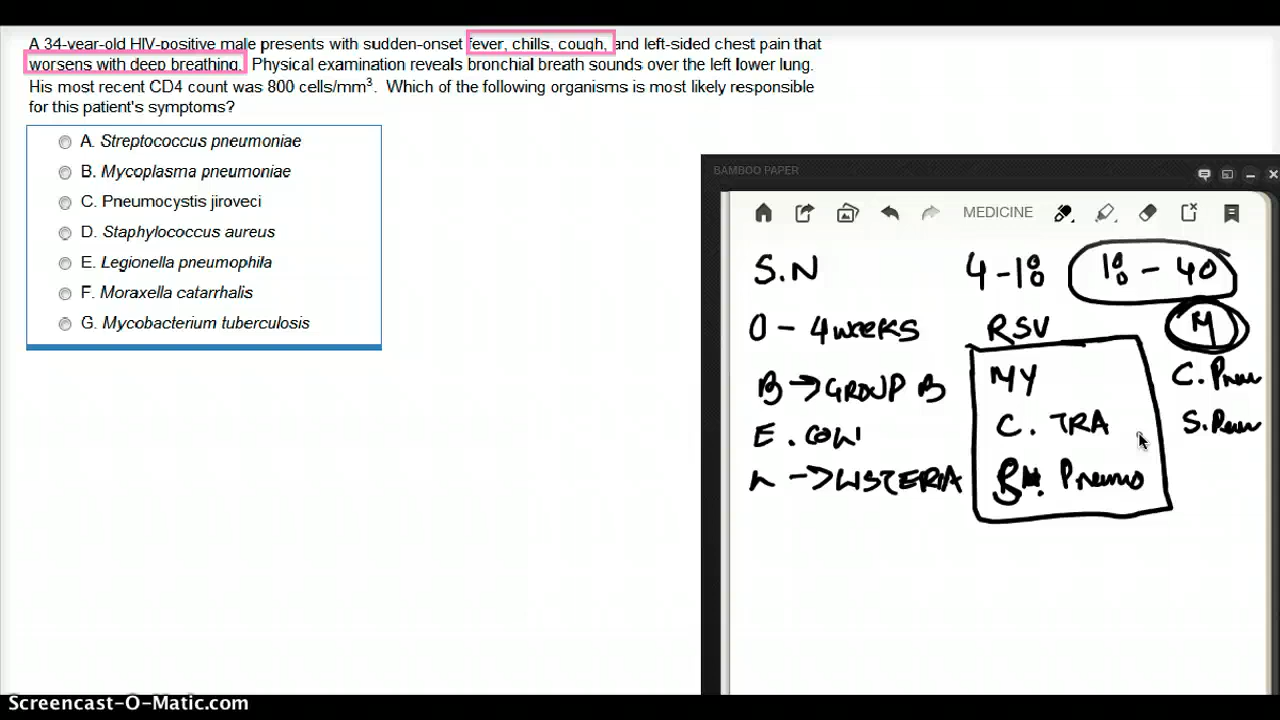 A 34-year-old HIV-positive male presents with sudden-onset fever, chills, cough, and left-sided chest pain that
worsens with deep breathing. Physical examination reveals bronchial breath sounds over the left lower lung.
His most recent CD4 count was 800 cells/mm³. Which of the following organisms is most likely responsible
for this patient's symptoms?
A. Streptococcus pneumoniae
B. Mycoplasma pneumoniae
C. Pneumocystis jiroveci
D. Staphylococcus aureus
E. Legionella pneumophila
F. Moraxella catarrhalis
G. Mycobacterium tuberculosis
BAMBOO PAPER
MEDICINE
S.N 4-18 18 - 40
0 - 4 weeks RSV M
B → GROUP B MY C. Pneu
E. COLI C. TRA S. Pneu
L → LISTERIA Pneumo
Screencast-O-Matic.com